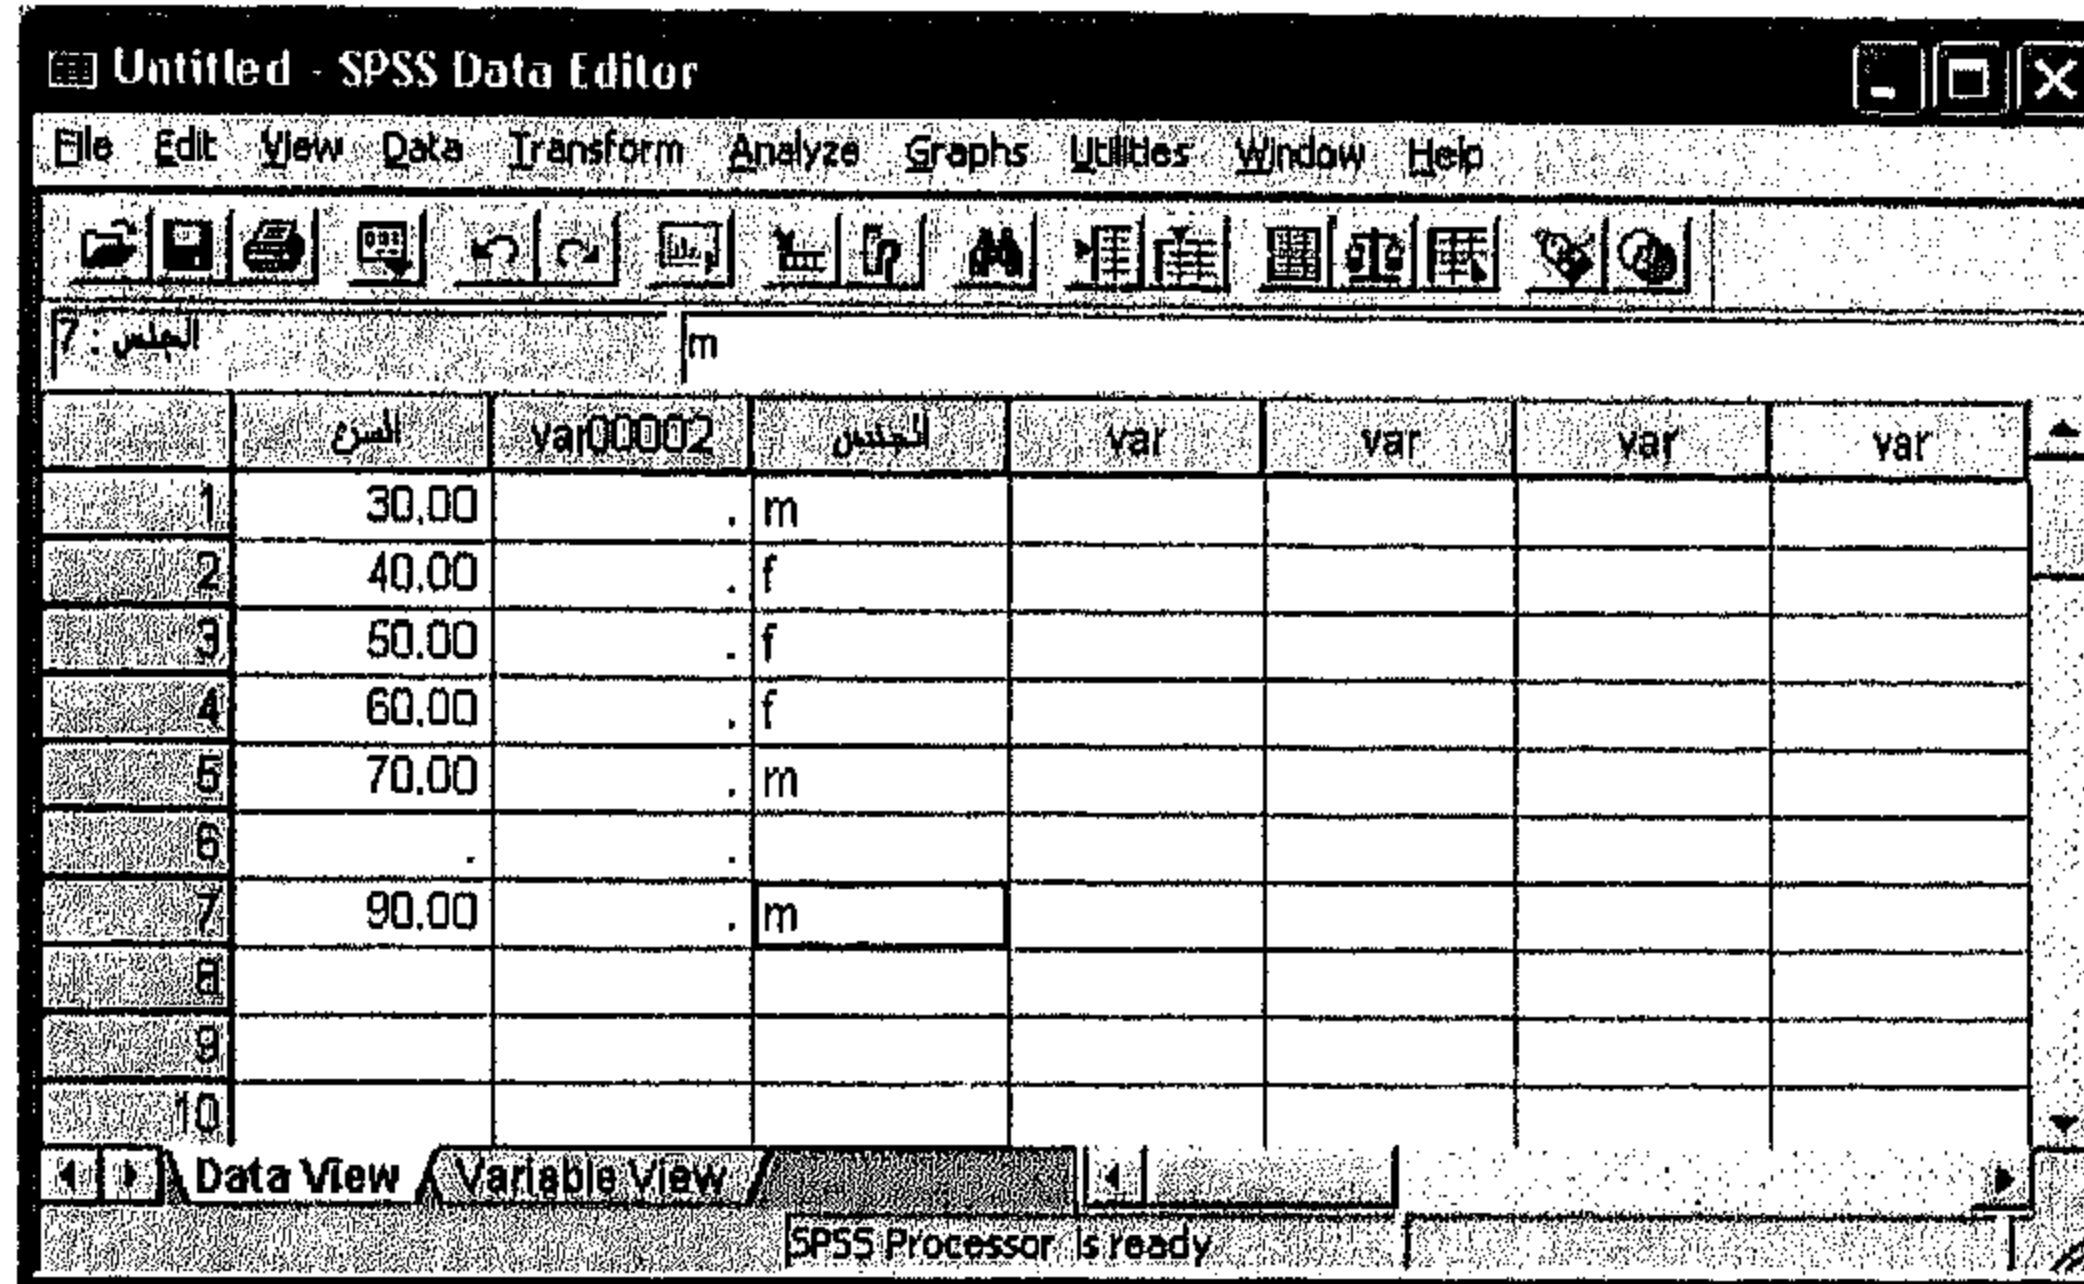 Untitled - SPSS Data Editor
File Edit View Data Transform Analyze Graphs Utilities Window Help
7 : الجنس m
var00002 الجنس var var var var
1 30.00 . m
2 40.00 . f
3 50.00 . f
4 60.00 . f
5 70.00 . m
6 . .
7 90.00 . m
8
9
10
Data View Variable View
SPSS Processor is ready